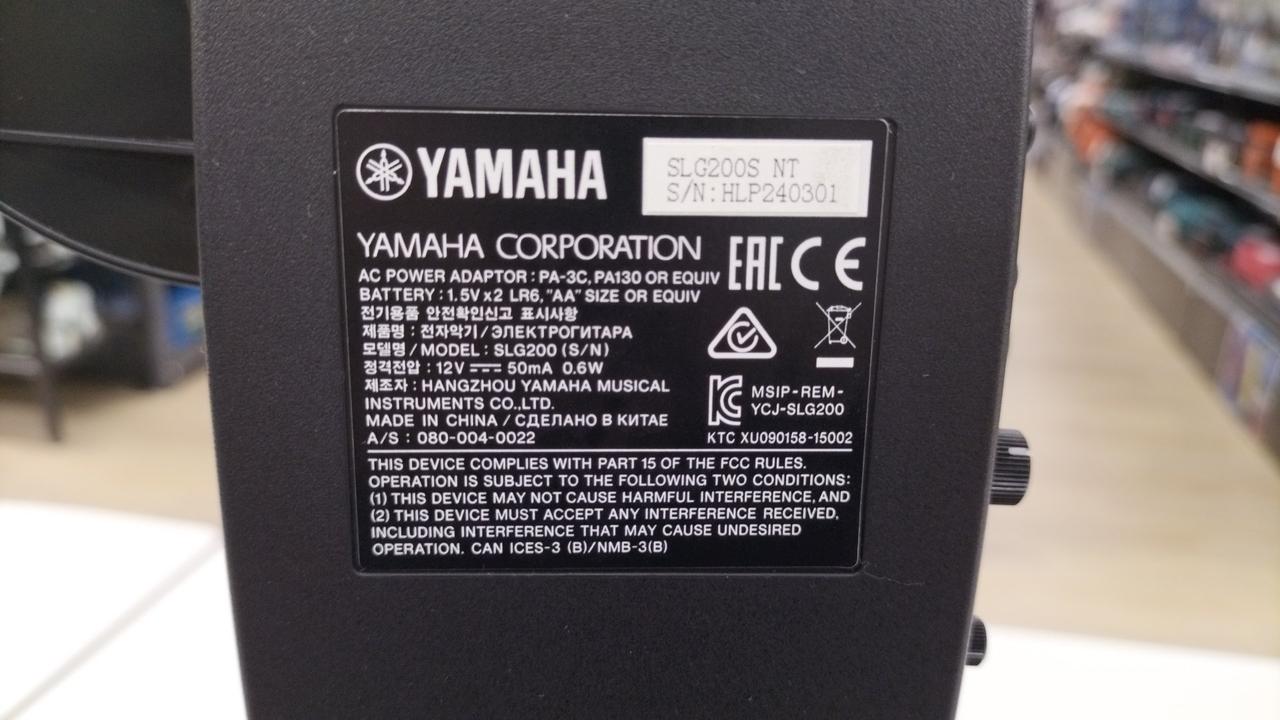 YAMAHA
SLG200S NT
S/N:HLP240301
YAMAHA CORPORATION
AC POWER ADAPTOR : PA-3C, PA130 OR EQUIV
BATTERY : 1.5V x2 LR6, "AA" SIZE OR EQUIV
전기용품 안전확인신고 표시사항
제품명 : 전자악기 / ЭЛЕКТРОГИТАРА
모델명 / MODEL : SLG200 (S/N)
정격전압 : 12V ⎓ 50mA 0.6W
제조자 : HANGZHOU YAMAHA MUSICAL
INSTRUMENTS CO.,LTD.
MADE IN CHINA / СДЕЛАНО В КИТАЕ
A/S : 080-004-0022
EAC CE
KC
MSIP-REM-
YCJ-SLG200
KTC XU090158-15002
THIS DEVICE COMPLIES WITH PART 15 OF THE FCC RULES.
OPERATION IS SUBJECT TO THE FOLLOWING TWO CONDITIONS:
(1) THIS DEVICE MAY NOT CAUSE HARMFUL INTERFERENCE, AND
(2) THIS DEVICE MUST ACCEPT ANY INTERFERENCE RECEIVED,
INCLUDING INTERFERENCE THAT MAY CAUSE UNDESIRED
OPERATION. CAN ICES-3 (B)/NMB-3(B)